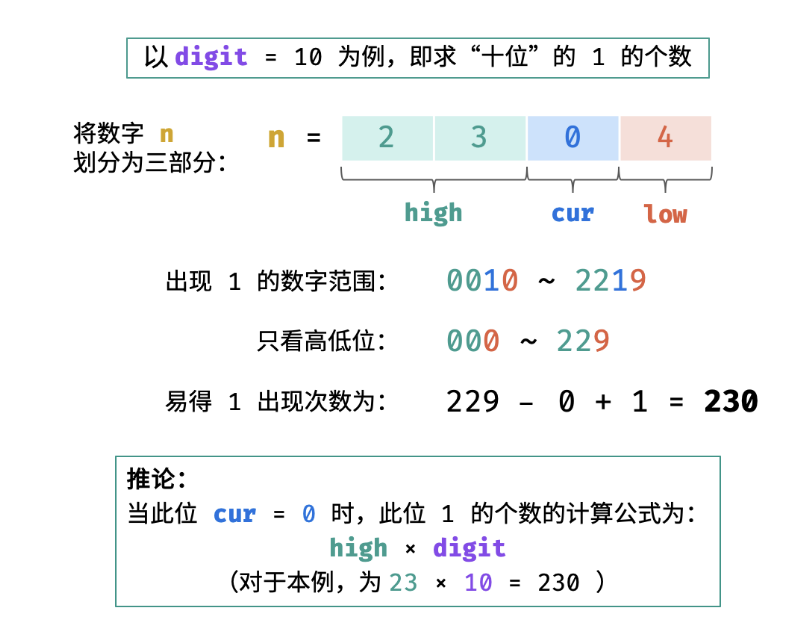 以 digit = 10 为例，即求“十位”的 1 的个数
将数字 n
划分为三部分：
n = 2 3 0 4
high cur low
出现 1 的数字范围： 0010 ~ 2219
只看高低位： 000 ~ 229
易得 1 出现次数为： 229 - 0 + 1 = 230
推论：
当此位 cur = 0 时，此位 1 的个数的计算公式为：
high × digit
（对于本例，为 23 × 10 = 230 ）